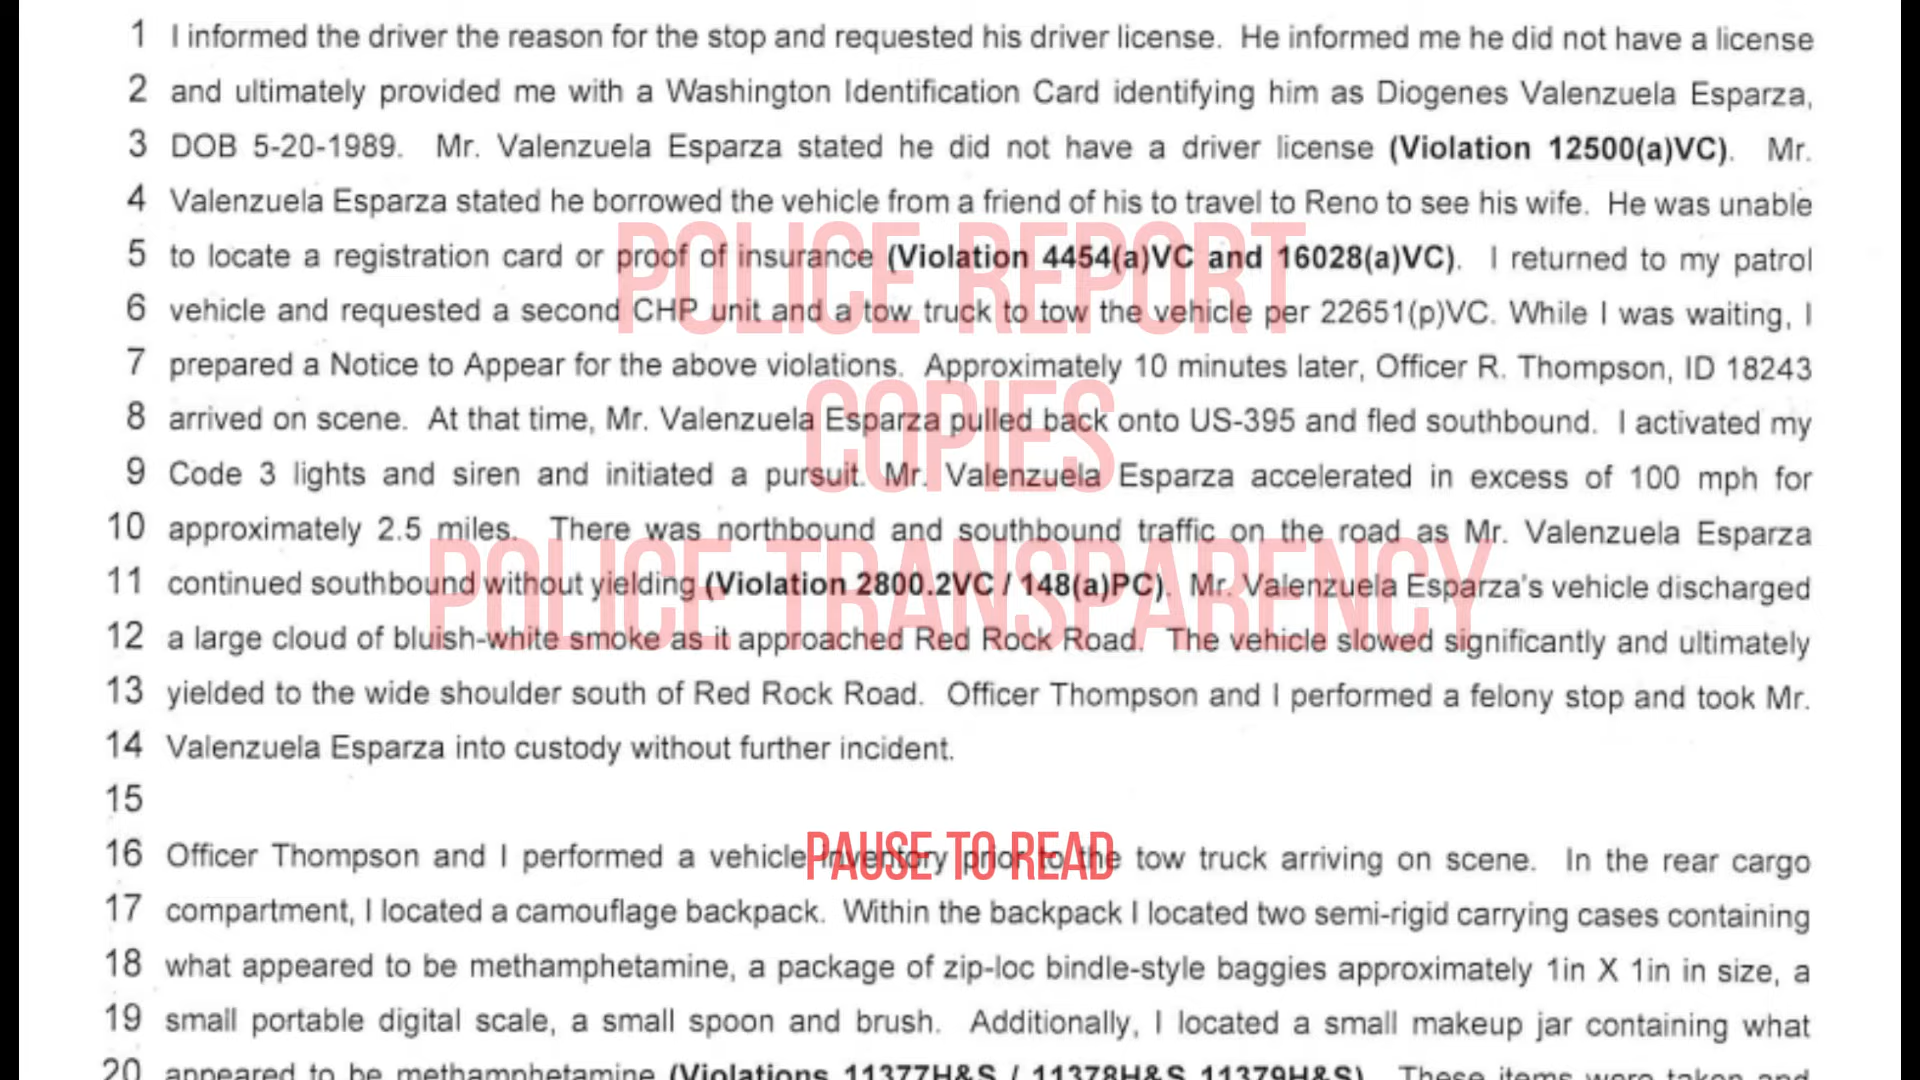 1 I informed the driver the reason for the stop and requested his driver license. He informed me he did not have a license
2 and ultimately provided me with a Washington Identification Card identifying him as Diogenes Valenzuela Esparza,
3 DOB 5-20-1989. Mr. Valenzuela Esparza stated he did not have a driver license (Violation 12500(a)VC). Mr.
4 Valenzuela Esparza stated he borrowed the vehicle from a friend of his to travel to Reno to see his wife. He was unable
5 to locate a registration card or proof of insurance (Violation 4454(a)VC and 16028(a)VC). I returned to my patrol
POLICE REPORT
6 vehicle and requested a second CHP unit and a tow truck to tow the vehicle per 22651(p)VC. While I was waiting, I
7 prepared a Notice to Appear for the above violations. Approximately 10 minutes later, Officer R. Thompson, ID 18243
8 arrived on scene. At that time, Mr. Valenzuela Esparza pulled back onto US-395 and fled southbound. I activated my
COPIES
9 Code 3 lights and siren and initiated a pursuit. Mr. Valenzuela Esparza accelerated in excess of 100 mph for
10 approximately 2.5 miles. There was northbound and southbound traffic on the road as Mr. Valenzuela Esparza
11 continued southbound without yielding (Violation 2800.2VC / 148(a)PC). Mr. Valenzuela Esparza's vehicle discharged
POLICE TRANSPARENCY
12 a large cloud of bluish-white smoke as it approached Red Rock Road. The vehicle slowed significantly and ultimately
13 yielded to the wide shoulder south of Red Rock Road. Officer Thompson and I performed a felony stop and took Mr.
14 Valenzuela Esparza into custody without further incident.
15
16 Officer Thompson and I performed a vehicle inventory prior to the tow truck arriving on scene. In the rear cargo
PAUSE TO READ
17 compartment, I located a camouflage backpack. Within the backpack I located two semi-rigid carrying cases containing
18 what appeared to be methamphetamine, a package of zip-loc bindle-style baggies approximately 1in X 1in in size, a
19 small portable digital scale, a small spoon and brush. Additionally, I located a small makeup jar containing what
20 appeared to be methamphetamine (Violations 11377H&S / 11378H&S 11379H&S). These items were taken and